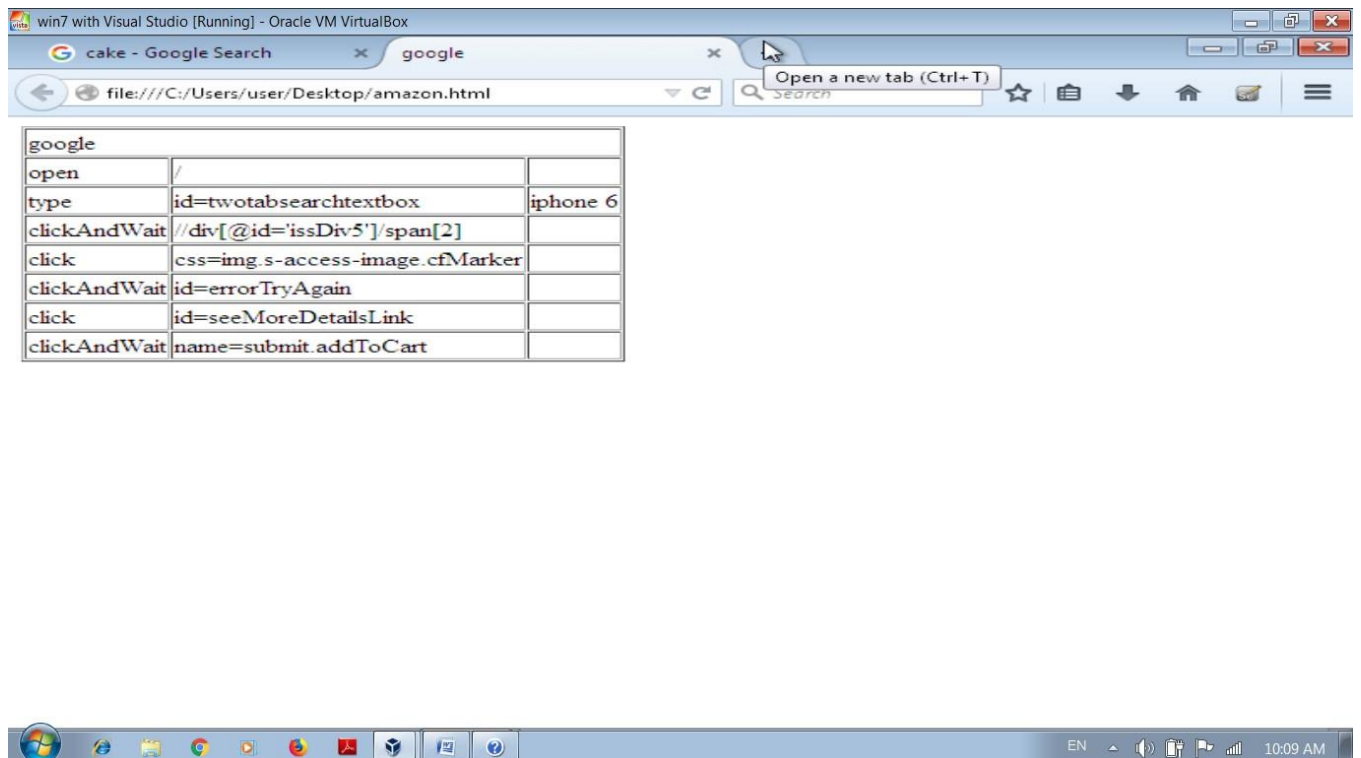 win7 with Visual Studio [Running] - Oracle VM VirtualBox
cake - Google Search google
Open a new tab (Ctrl+T)
file:///C:/Users/user/Desktop/amazon.html Search
google
open /
type id=twotabsearchtextbox iphone 6
clickAndWait //div[@id='issDiv5']/span[2]
click css=img.s-access-image.cfMarker
clickAndWait id=errorTryAgain
click id=seeMoreDetailsLink
clickAndWait name=submit.addToCart
EN 10:09 AM